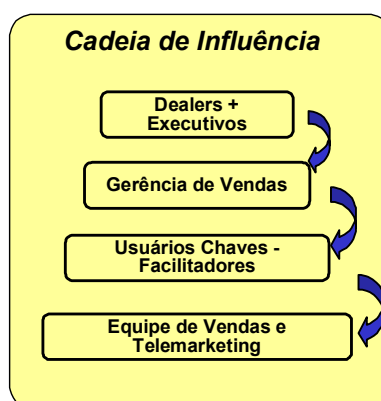 Cadeia de Influência
Dealers +
Executivos
Gerência de Vendas
Usuários Chaves -
Facilitadores
Equipe de Vendas e
Telemarketing